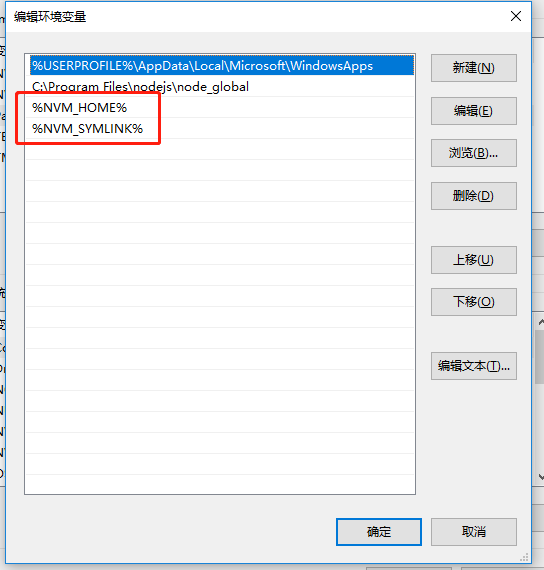 编辑环境变量
%USERPROFILE%\AppData\Local\Microsoft\WindowsApps
C:\Program Files\nodejs\node_global
%NVM_HOME%
%NVM_SYMLINK%
新建(N)
编辑(E)
浏览(B)...
删除(D)
上移(U)
下移(O)
编辑文本(T)...
确定
取消